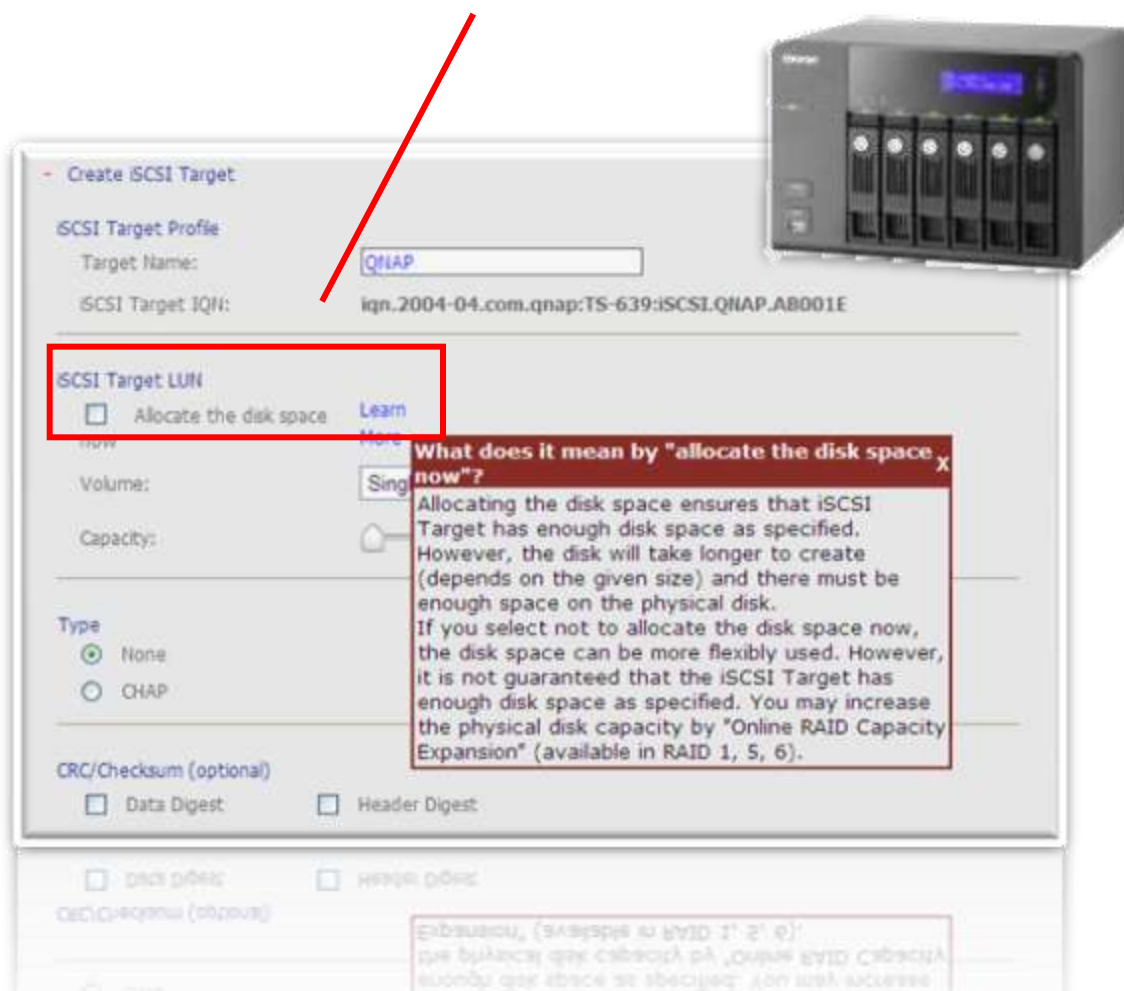 - Create iSCSI Target
iSCSI Target Profile
Target Name: QNAP
iSCSI Target IQN: iqn.2004-04.com.qnap:TS-639:iSCSI.QNAP.AB001E
iSCSI Target LUN
Allocate the disk space now
Learn More
What does it mean by "allocate the disk space now"? X
Volume: Singl
Allocating the disk space ensures that iSCSI
Target has enough disk space as specified.
However, the disk will take longer to create
(depends on the given size) and there must be
enough space on the physical disk.
If you select not to allocate the disk space now,
the disk space can be more flexibly used. However,
it is not guaranteed that the iSCSI Target has
enough disk space as specified. You may increase
the physical disk capacity by "Online RAID Capacity
Expansion" (available in RAID 1, 5, 6).
Capacity:
Type
None
CHAP
CRC/Checksum (optional)
Data Digest
Header Digest